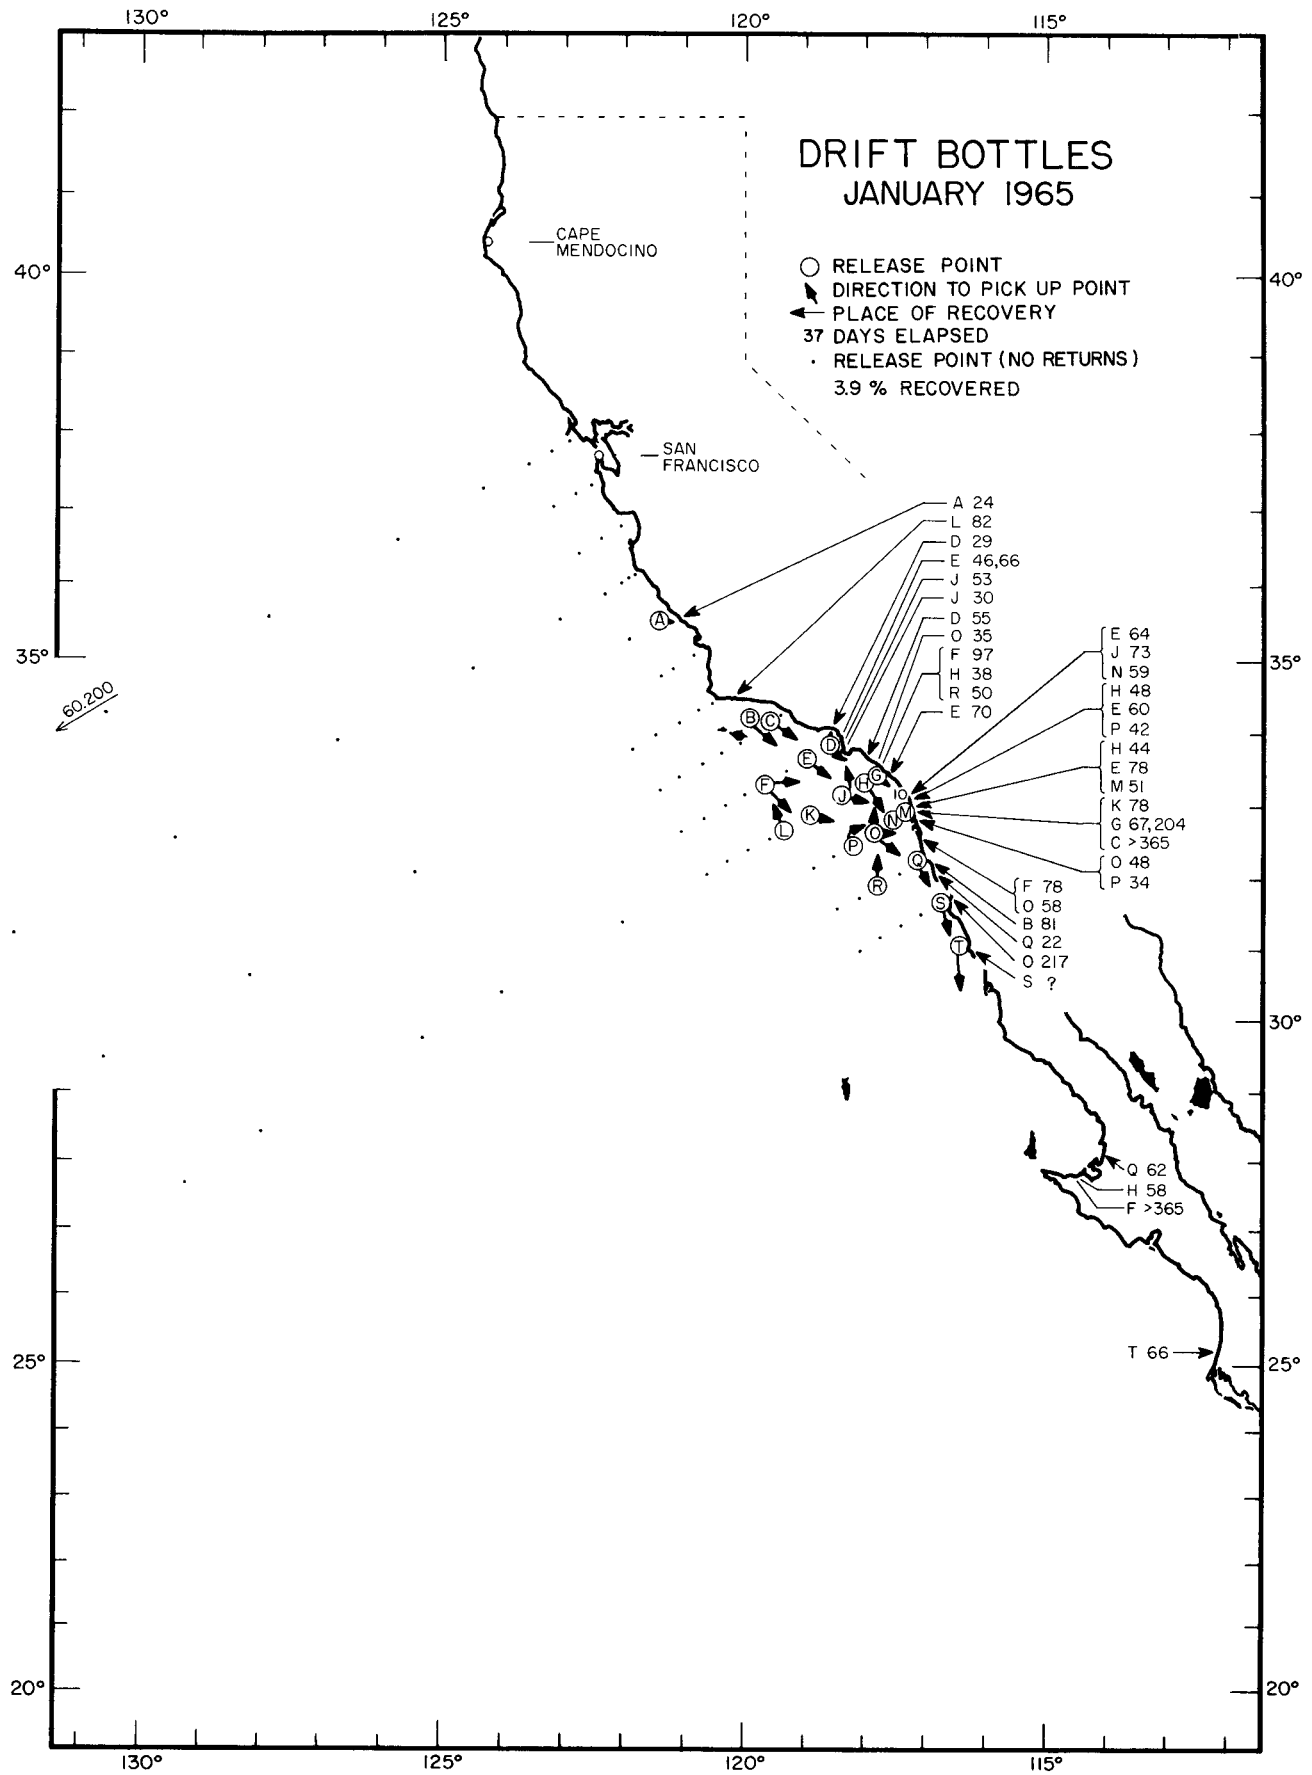 130° 125° 120° 115°
DRIFT BOTTLES
JANUARY 1965
CAPE
MENDOCINO
40°
40°
RELEASE POINT
DIRECTION TO PICK UP POINT
PLACE OF RECOVERY
37 DAYS ELAPSED
RELEASE POINT (NO RETURNS)
3.9 % RECOVERED
SAN
FRANCISCO
A 24
L 82
D 29
E 46,66
J 53
J 30
D 55
O 35
F 97
H 38
R 50
E 70
E 64
J 73
N 59
H 48
E 60
P 42
H 44
E 78
M 51
K 78
G 67,204
C >365
O 48
P 34
F 78
O 58
B 81
Q 22
O 217
S ?
35°
35°
60.200
A
B
C
D
E
F
G
H
10
J
K
L
M
N
O
P
Q
R
S
T
30°
Q 62
H 58
F >365
T 66
25°
25°
20°
20°
130° 125° 120° 115°